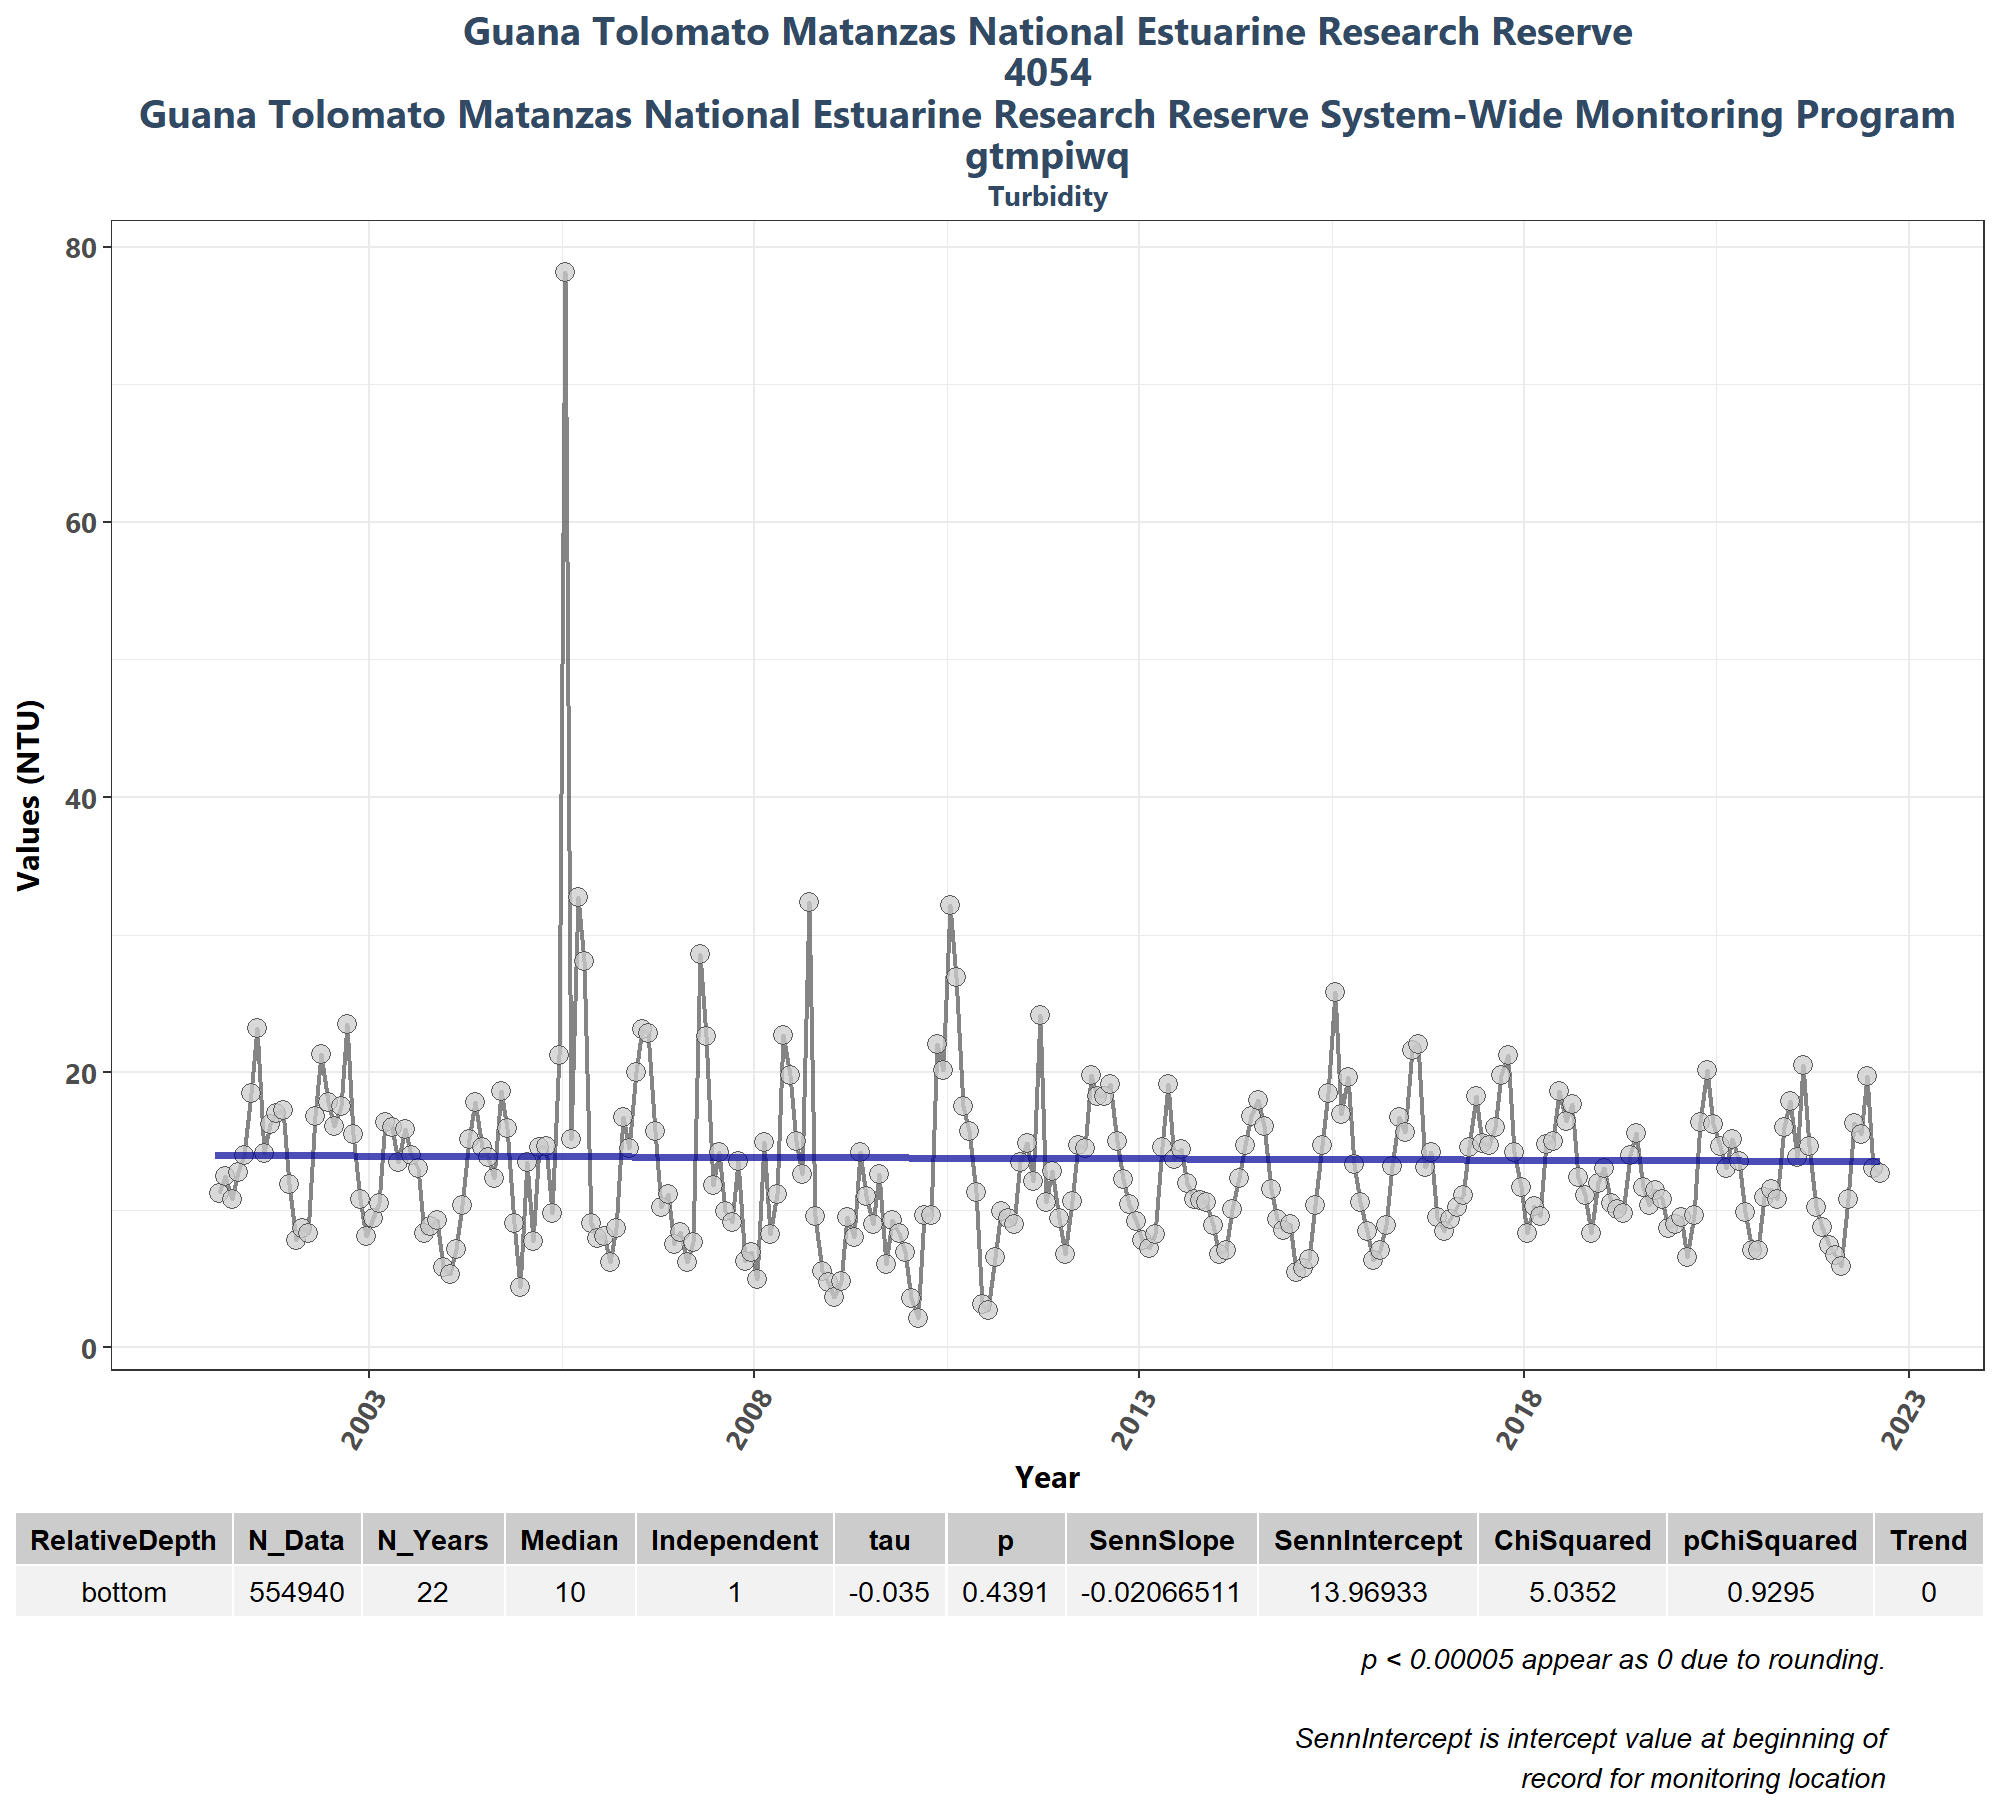 Guana Tolomato Matanzas National Estuarine Research Reserve
4054
Guana Tolomato Matanzas National Estuarine Research Reserve System-Wide Monitoring Program
gtmpiwq
Turbidity
80
60
40
20
0
Values (NTU)
2003 2008 2013 2018 2023
Year
RelativeDepth N_Data N_Years Median Independent tau p SennSlope SennIntercept ChiSquared pChiSquared Trend
bottom 554940 22 10 1 -0.035 0.4391 -0.02066511 13.96933 5.0352 0.9295 0
p < 0.00005 appear as 0 due to rounding.
SennIntercept is intercept value at beginning of
record for monitoring location